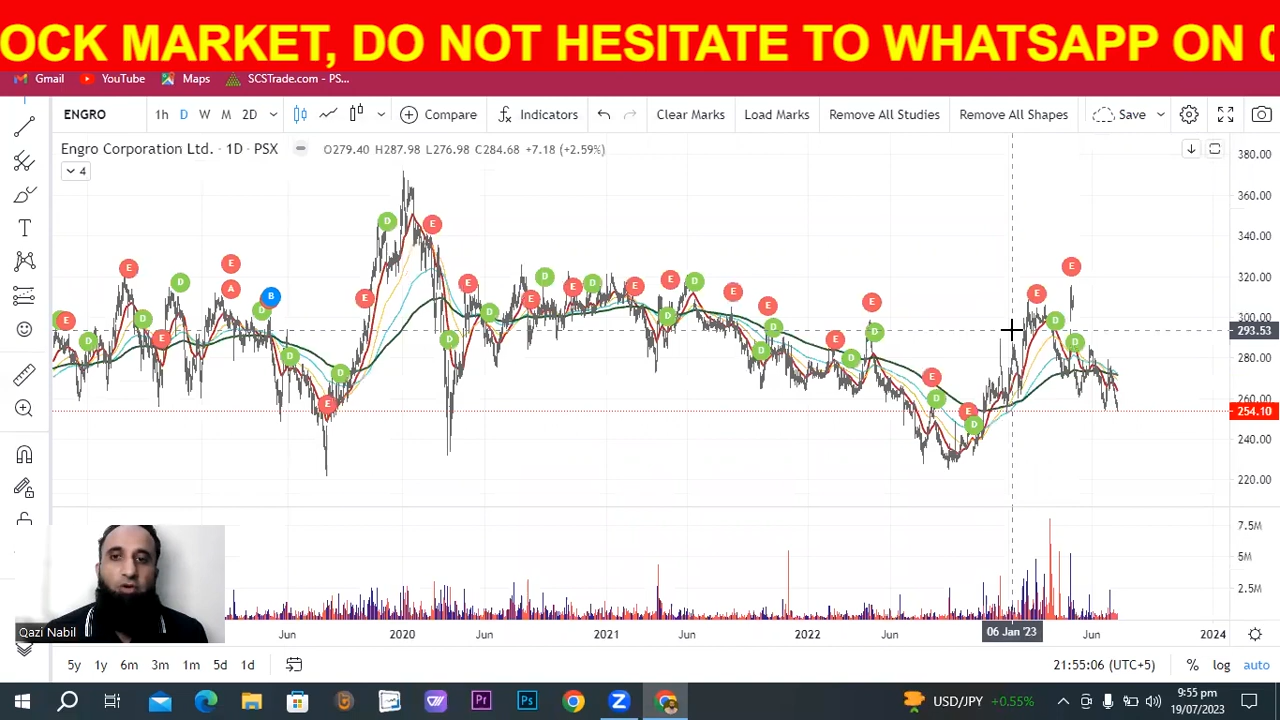 OCK MARKET, DO NOT HESITATE TO WHATSAPP ON 0
Gmail YouTube Maps SCSTrade.com - PS...
ENGRO 1h D W M 2D Compare Indicators Clear Marks Load Marks Remove All Studies Remove All Shapes Save
Engro Corporation Ltd. · 1D · PSX O279.40 H287.98 L276.98 C284.68 +7.18 (+2.59%)
4
380.00
360.00
340.00
320.00
300.00
293.53
280.00
260.00
254.10
240.00
220.00
7.5M
5M
2.5M
E D E A B D
D E E D
D E D E
D E E D E D E D
E D E D E D E D
E D E D E D E D
E D E D
Qazi Nabil
Jun 2020 Jun 2021 Jun 2022 Jun 06 Jan '23 Jun 2024
5y 1y 6m 3m 1m 5d 1d 21:55:06 (UTC+5) % log auto
USD/JPY +0.55% 9:55 pm
19/07/2023